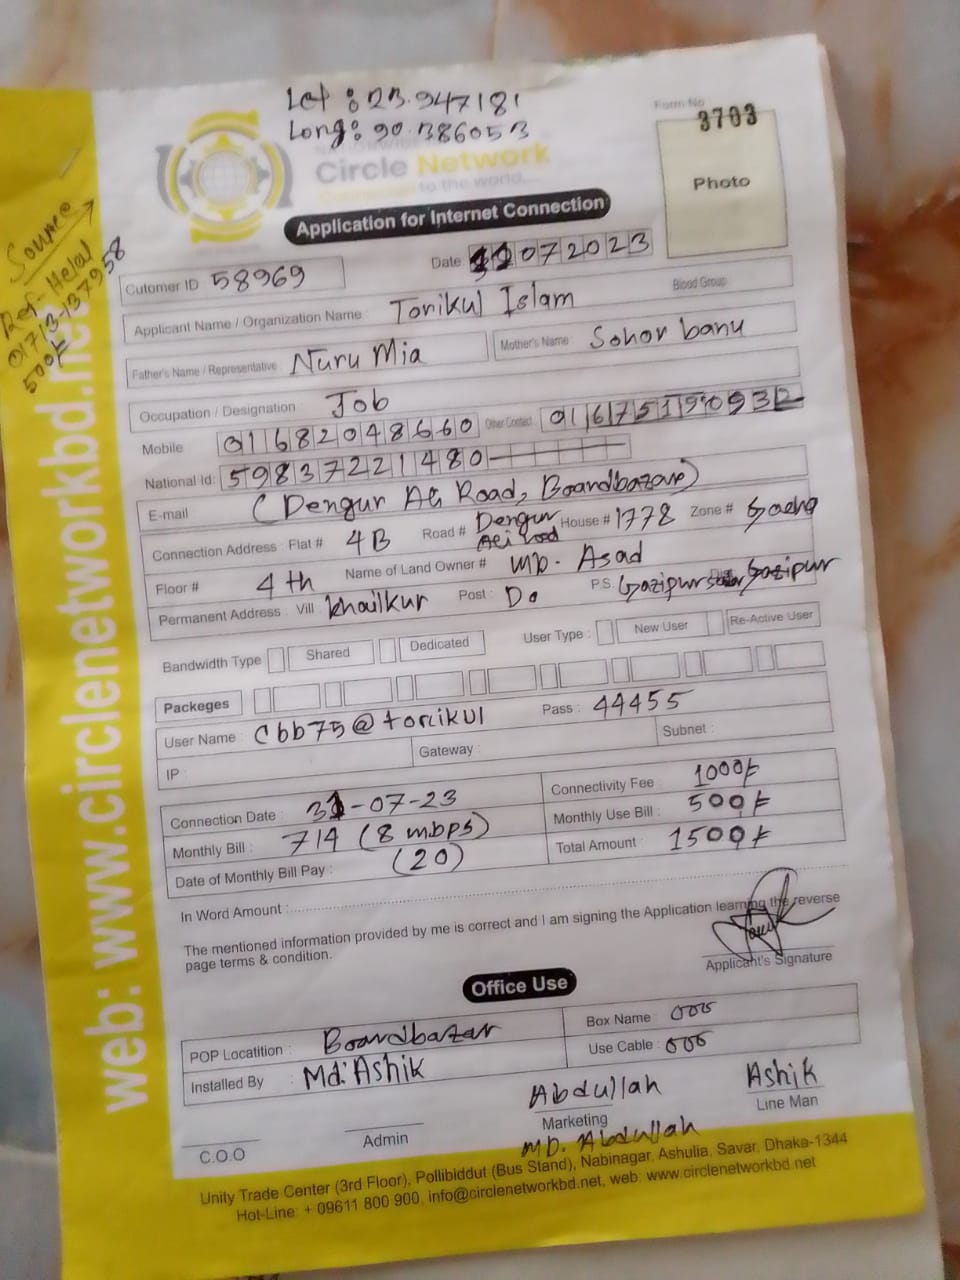 Lat : 23.947181
Long: 90.386053
Form No
3703
Circle Network
to the world....
Photo
Application for Internet Connection
Date 072023
Cutomer ID 58969
Blood Group
Applicant Name / Organization Name : Torikul Islam
Father's Name / Representative Nuru Mia Mother's Name Sohor banu
Occupation / Designation : Job
Mobile 01682048660 Other Contact
National Id: 59837221480
E-mail (Dengur Ali Road, Boardbazar)
Connection Address : Flat # 4B Road # Dengur Ali Road House # 1778 Zone # Gacha
Floor # 4th Name of Land Owner # MD. Asad
Permanent Address : Vill Khailkur Post : Do P.S. Gazipur Sadar Dis Gazipur
Bandwidth Type Shared Dedicated User Type : New User Re-Active User
Packeges
User Name : Cbb75@torikul Pass : 44455
IP : Gateway : Subnet :
Connection Date : 31-07-23 Connectivity Fee : 1000/-
Monthly Bill : 714 (8 mbps) Monthly Use Bill : 500/-
Date of Monthly Bill Pay : (20) Total Amount : 1500/-
In Word Amount :
The mentioned information provided by me is correct and I am signing the Application learning the reverse
page terms & condition.
Applicant's Signature
Office Use
POP Locatition : Boardbazar Box Name :
Installed By : Md: Ashik Use Cable :
Abdullah Ashik
C.O.O Admin Marketing Line Man
MD. Abdullah
Unity Trade Center (3rd Floor), Pollibiddut (Bus Stand), Nabinagar, Ashulia, Savar, Dhaka-1344
Hot-Line: + 09611 800 900, info@circlenetworkbd.net, web: www.circlenetworkbd.net
web: www.circlenetworkbd.net
Source
Ref-Helal
01713-137958
500/-